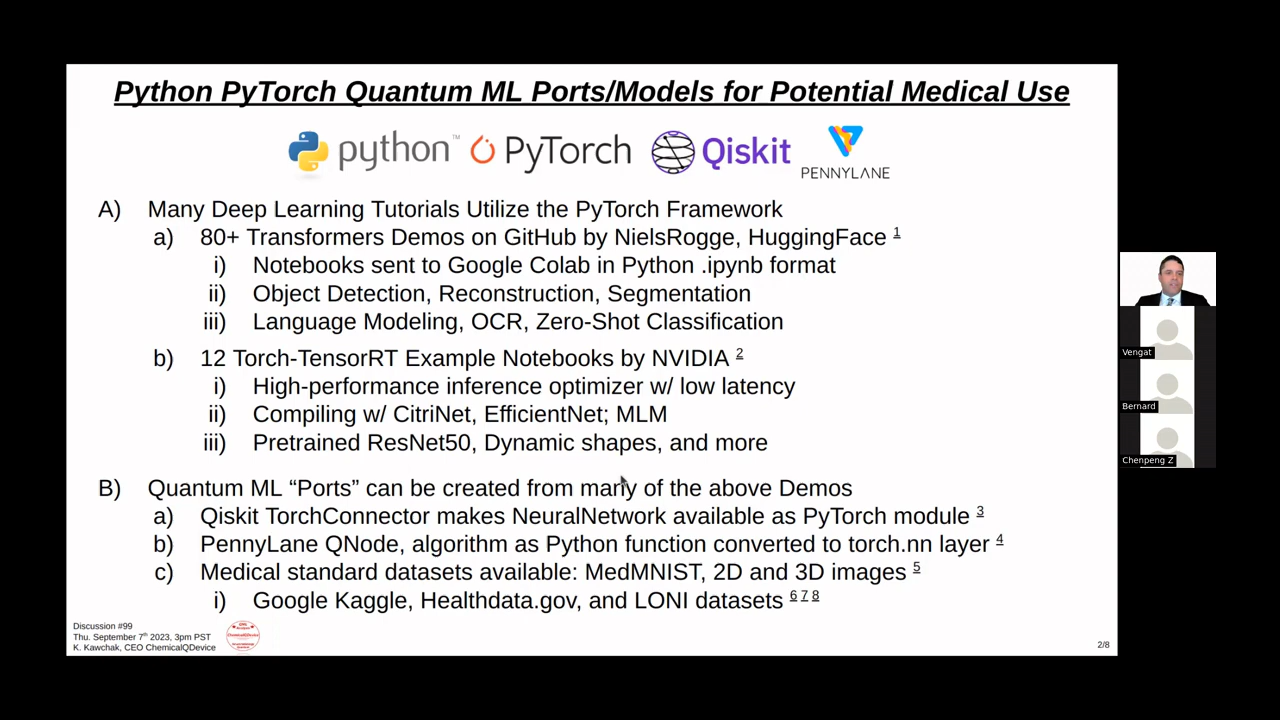 Python PyTorch Quantum ML Ports/Models for Potential Medical Use
python™ PyTorch Qiskit PENNYLANE
A) Many Deep Learning Tutorials Utilize the PyTorch Framework
a) 80+ Transformers Demos on GitHub by NielsRogge, HuggingFace 1
i) Notebooks sent to Google Colab in Python .ipynb format
ii) Object Detection, Reconstruction, Segmentation
iii) Language Modeling, OCR, Zero-Shot Classification
b) 12 Torch-TensorRT Example Notebooks by NVIDIA 2
i) High-performance inference optimizer w/ low latency
ii) Compiling w/ CitriNet, EfficientNet; MLM
iii) Pretrained ResNet50, Dynamic shapes, and more
B) Quantum ML “Ports” can be created from many of the above Demos
a) Qiskit TorchConnector makes NeuralNetwork available as PyTorch module 3
b) PennyLane QNode, algorithm as Python function converted to torch.nn layer 4
c) Medical standard datasets available: MedMNIST, 2D and 3D images 5
i) Google Kaggle, Healthdata.gov, and LONI datasets 6 7 8
Discussion #99
Thu. September 7th 2023, 3pm PST
K. Kawchak, CEO ChemicalQDevice
ChemicalQDevice
2/8
Vengat
Bernard
Chenpeng Z